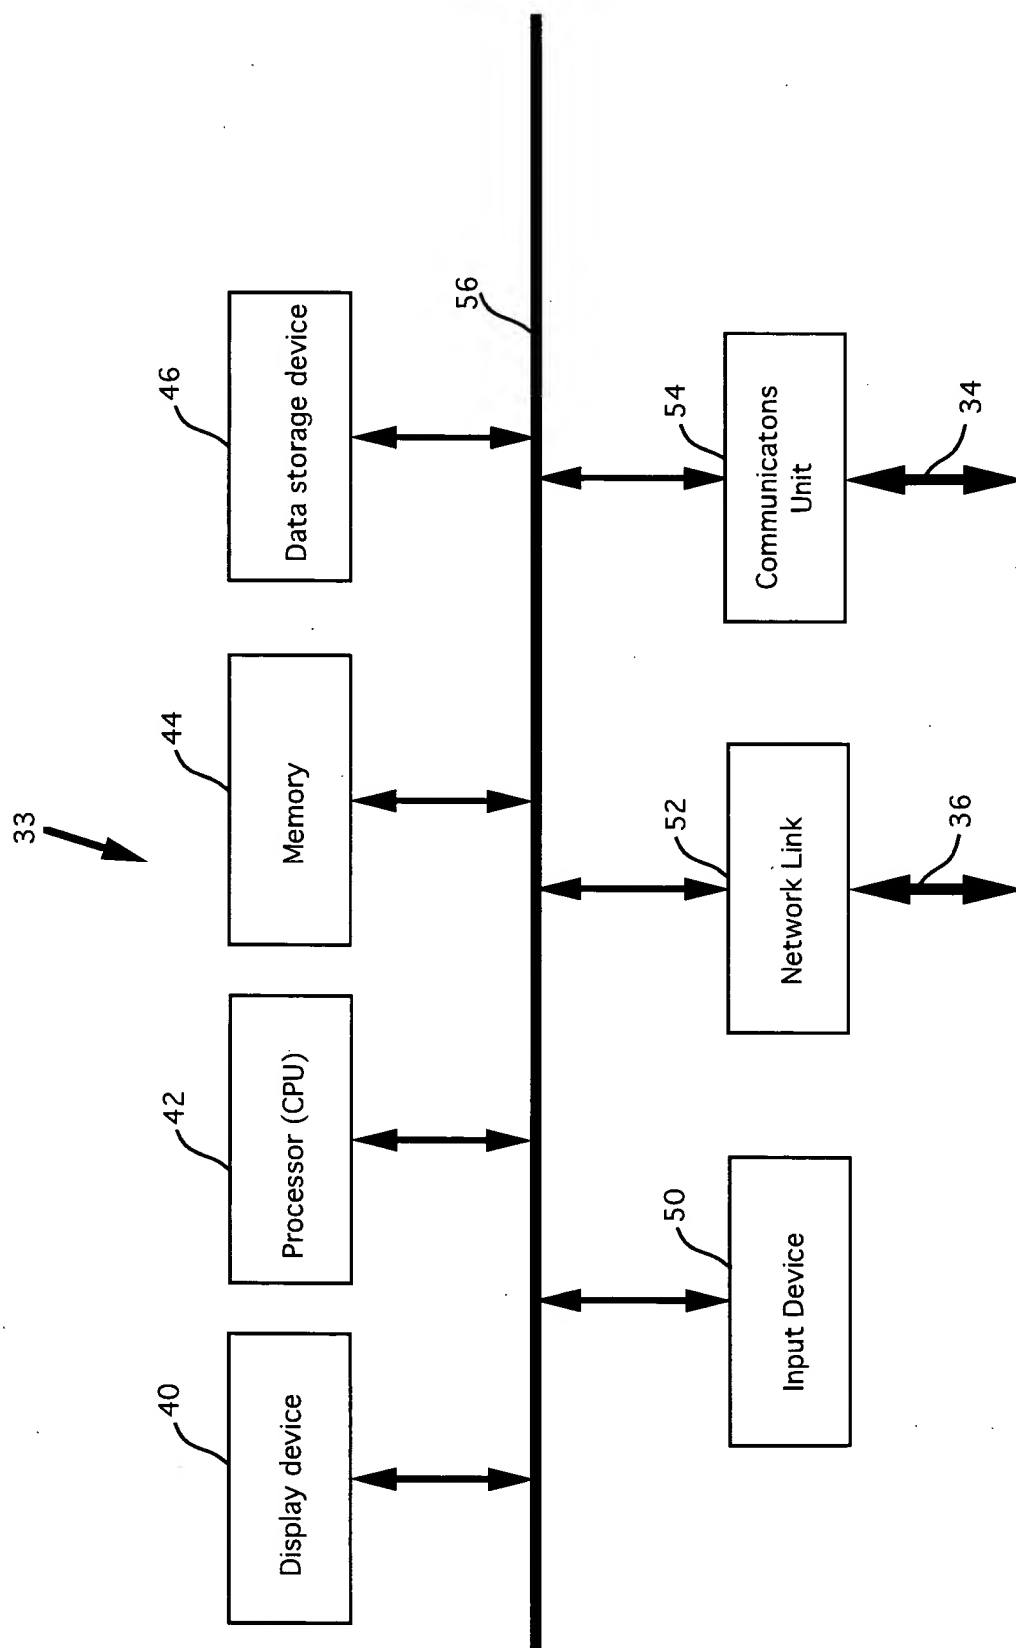 33
40
42
44
46
Display device
Processor (CPU)
Memory
Data storage device
56
50
52
54
Input Device
Network Link
Communicatons
Unit
36
34